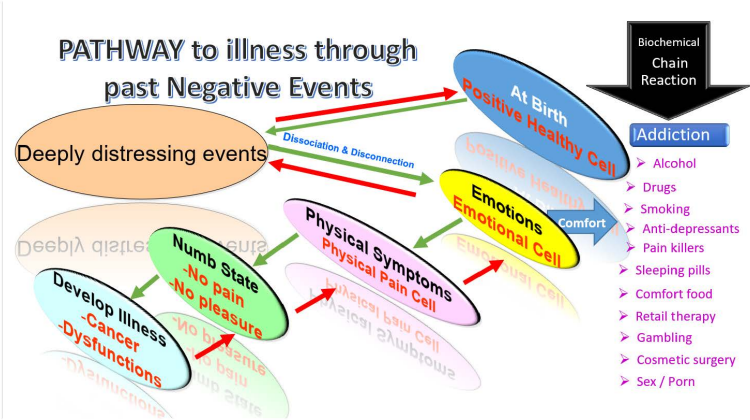 PATHWAY to illness through
past Negative Events
Biochemical
Chain
Reaction
At Birth
Positive Healthy Cell
Deeply distressing events
Dissociation & Disconnection
Addiction
Emotions
Emotional Cell
Comfort
Physical Symptoms
Physical Pain Cell
Numb State
-No pain
-No pleasure
Develop Illness
-Cancer
-Dysfunctions
Alcohol
Drugs
Smoking
Anti-depressants
Pain killers
Sleeping pills
Comfort food
Retail therapy
Gambling
Cosmetic surgery
Sex / Porn